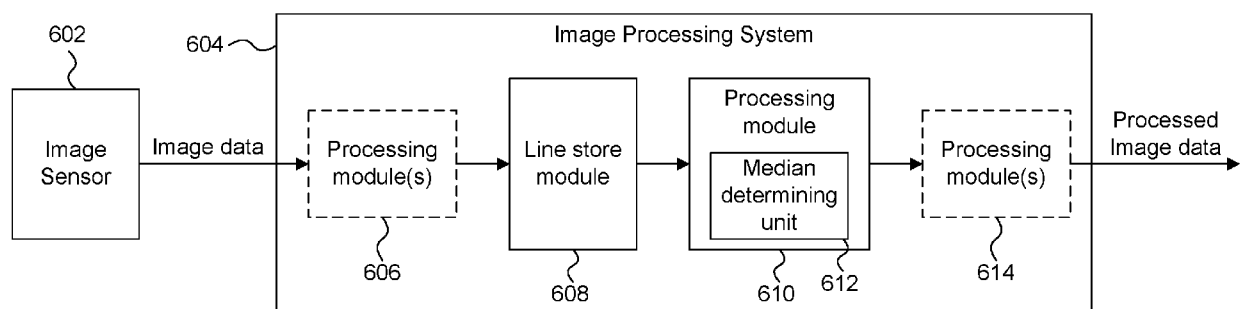 602
604
Image Processing System
Image
Sensor
Image data
Processing
module(s)
606
Line store
module
608
Processing
module
Median
determining
unit
610
612
Processing
module(s)
614
Processed
Image data